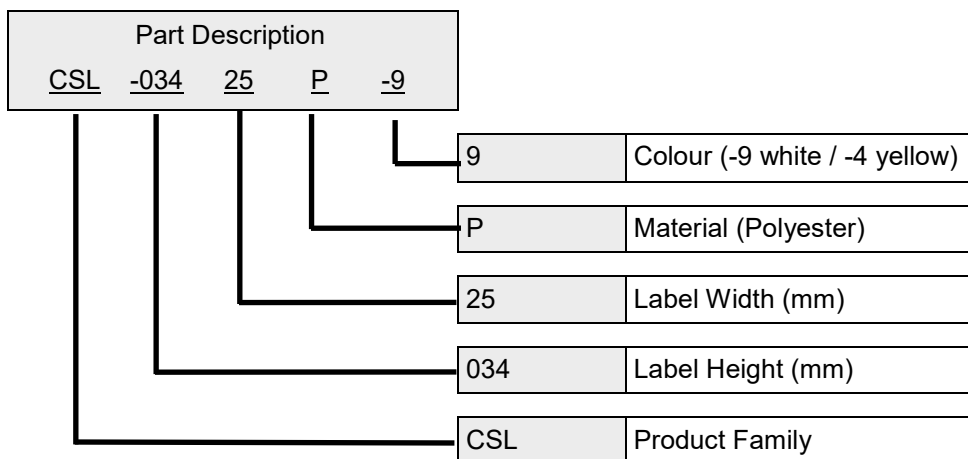 Part Description
CSL -034 25 P -9
9 Colour (-9 white / -4 yellow)
P Material (Polyester)
25 Label Width (mm)
034 Label Height (mm)
CSL Product Family